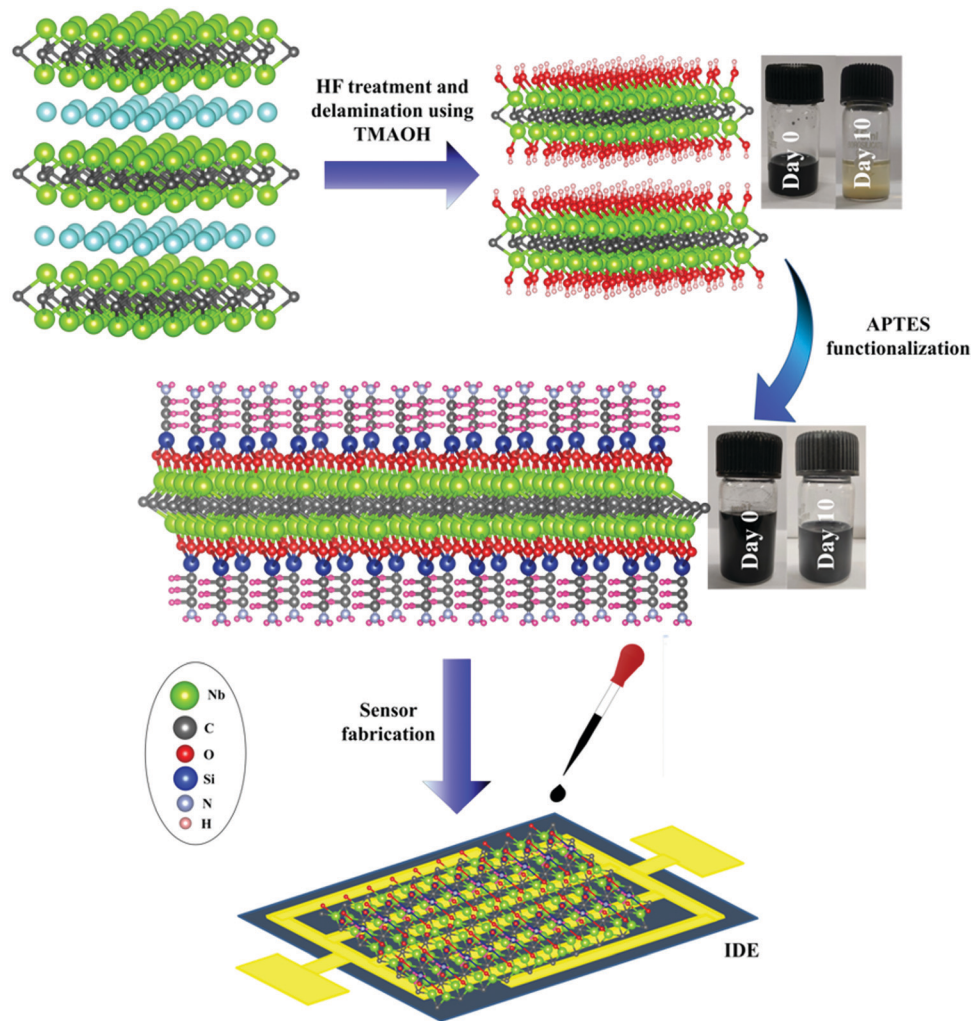 HF treatment and
delamination using
TMAOH
Day 0
Day 10
APTES
functionalization
Day 0
Day 10
Sensor
fabrication
Nb
C
O
Si
N
H
IDE